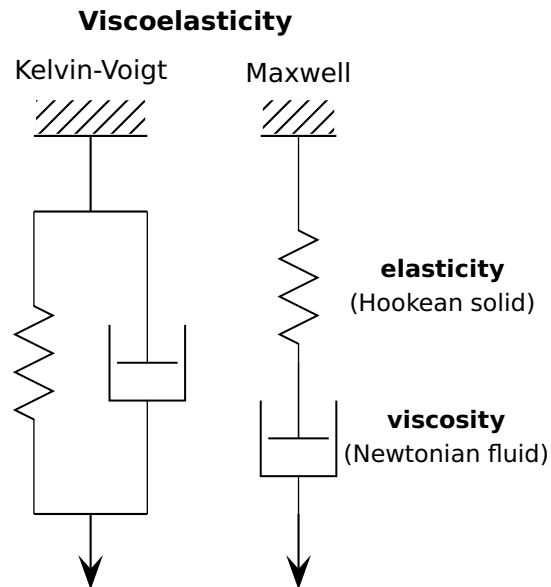 Viscoelasticity
Kelvin-Voigt
Maxwell
elasticity
(Hookean solid)
viscosity
(Newtonian fluid)